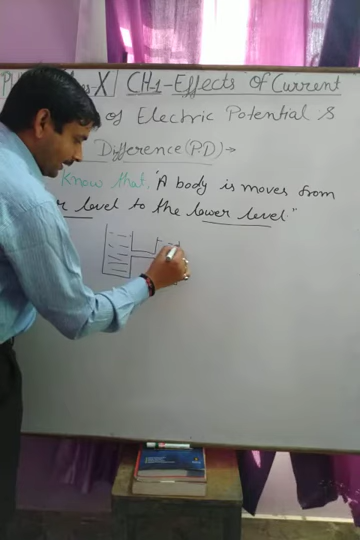 -X| CH-1-Effects Of Current
of Electric Potential &
Difference (P.D)→
Know that. "A body is moves from
level to the lower level."